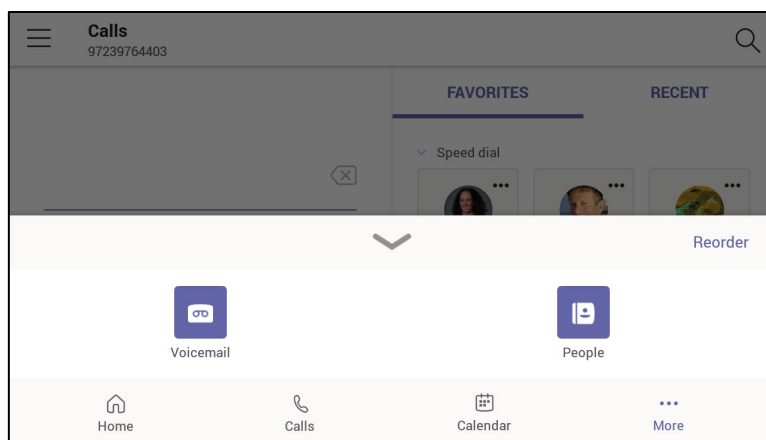 Calls
97239764403
FAVORITES RECENT
Speed dial
Reorder
Voicemail People
Home Calls Calendar More